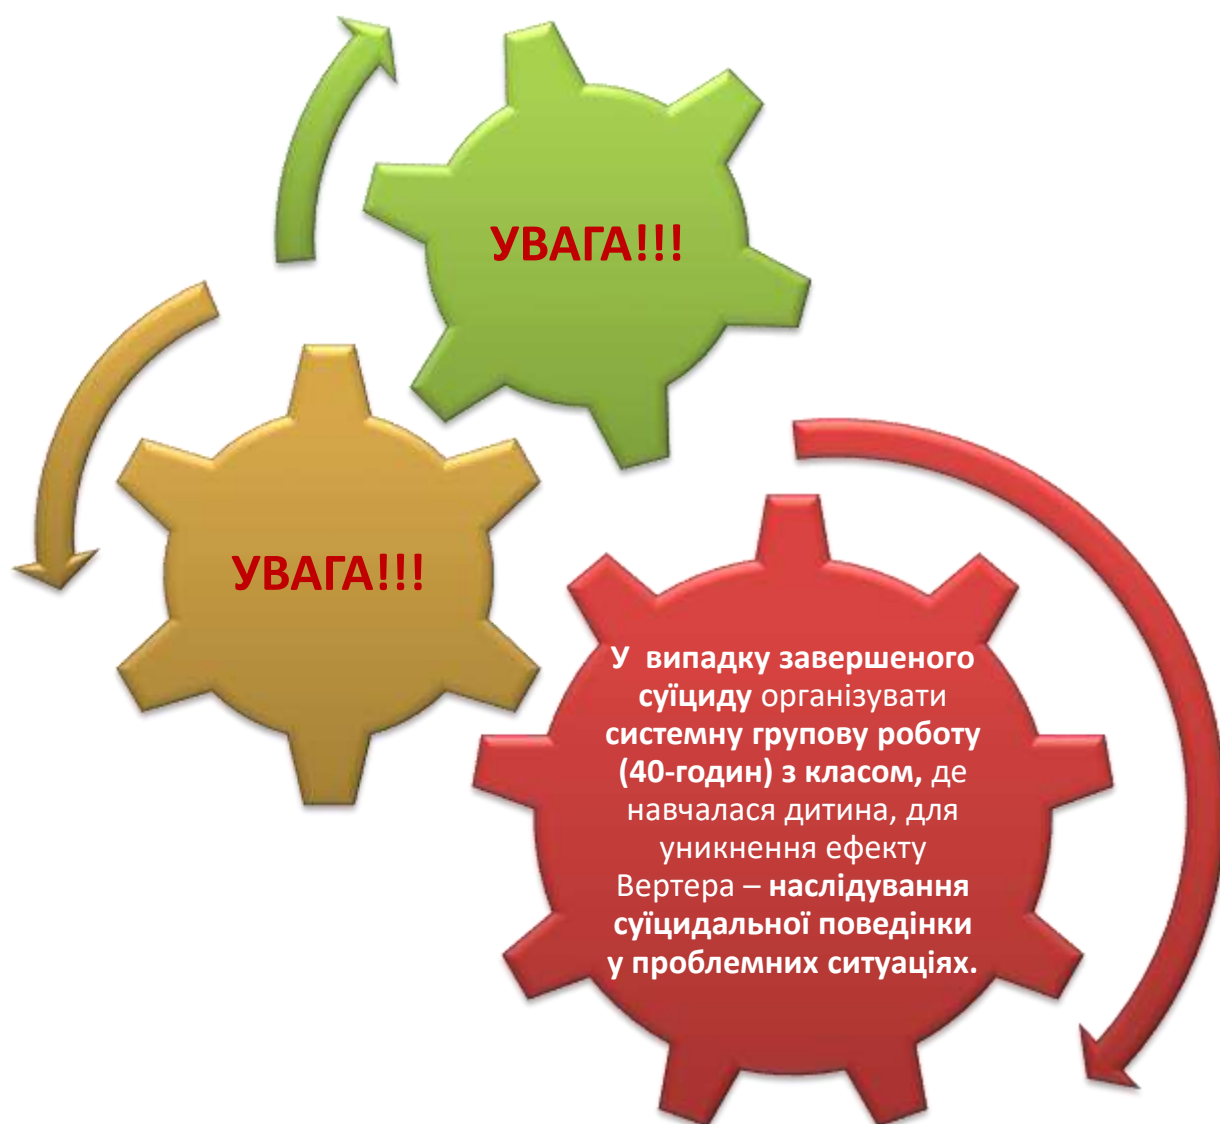 УВАГА!!!
УВАГА!!!
У випадку завершеного
суїциду організувати
системну групову роботу
(40-годин) з класом, де
навчалася дитина, для
уникнення ефекту
Вертера – наслідування
суїцидальної поведінки
у проблемних ситуаціях.